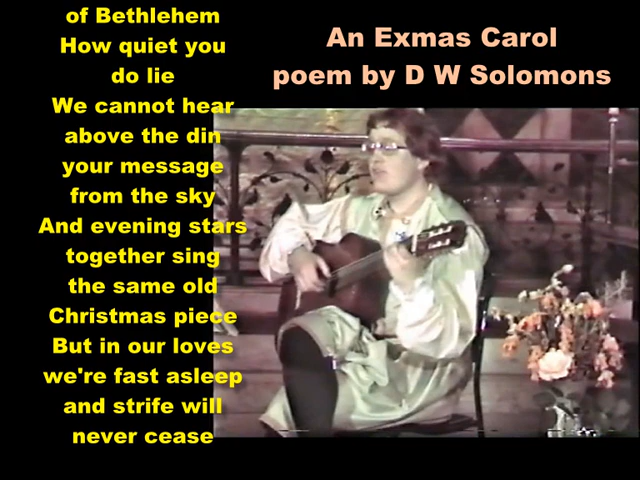 of Bethlehem
How quiet you
do lie
We cannot hear
above the din
your message
from the sky
And evening stars
together sing
the same old
Christmas piece
But in our loves
we're fast asleep
and strife will
never cease
An Exmas Carol
poem by D W Solomons